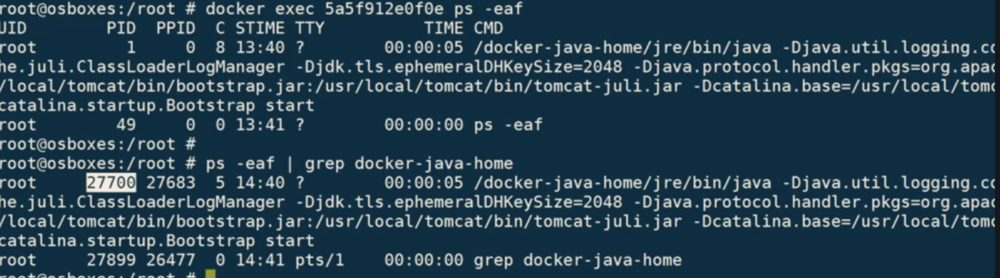 root@osboxes:/root # docker exec 5a5f912e0f0e ps -eaf
UID        PID  PPID  C STIME TTY          TIME CMD
root         1     0  8 13:40 ?        00:00:05 /docker-java-home/jre/bin/java -Djava.util.logging.co
he.juli.ClassLoaderLogManager -Djdk.tls.ephemeralDHKeySize=2048 -Djava.protocol.handler.pkgs=org.apac
/local/tomcat/bin/bootstrap.jar:/usr/local/tomcat/bin/tomcat-juli.jar -Dcatalina.base=/usr/local/tomc
catalina.startup.Bootstrap start
root        49     0  0 13:41 ?        00:00:00 ps -eaf
root@osboxes:/root #
root@osboxes:/root # ps -eaf | grep docker-java-home
root     27700 27683  5 14:40 ?        00:00:05 /docker-java-home/jre/bin/java -Djava.util.logging.co
he.juli.ClassLoaderLogManager -Djdk.tls.ephemeralDHKeySize=2048 -Djava.protocol.handler.pkgs=org.apac
/local/tomcat/bin/bootstrap.jar:/usr/local/tomcat/bin/tomcat-juli.jar -Dcatalina.base=/usr/local/tomc
catalina.startup.Bootstrap start
root     27899 26477  0 14:41 pts/1    00:00:00 grep docker-java-home
root@osboxes:/root #